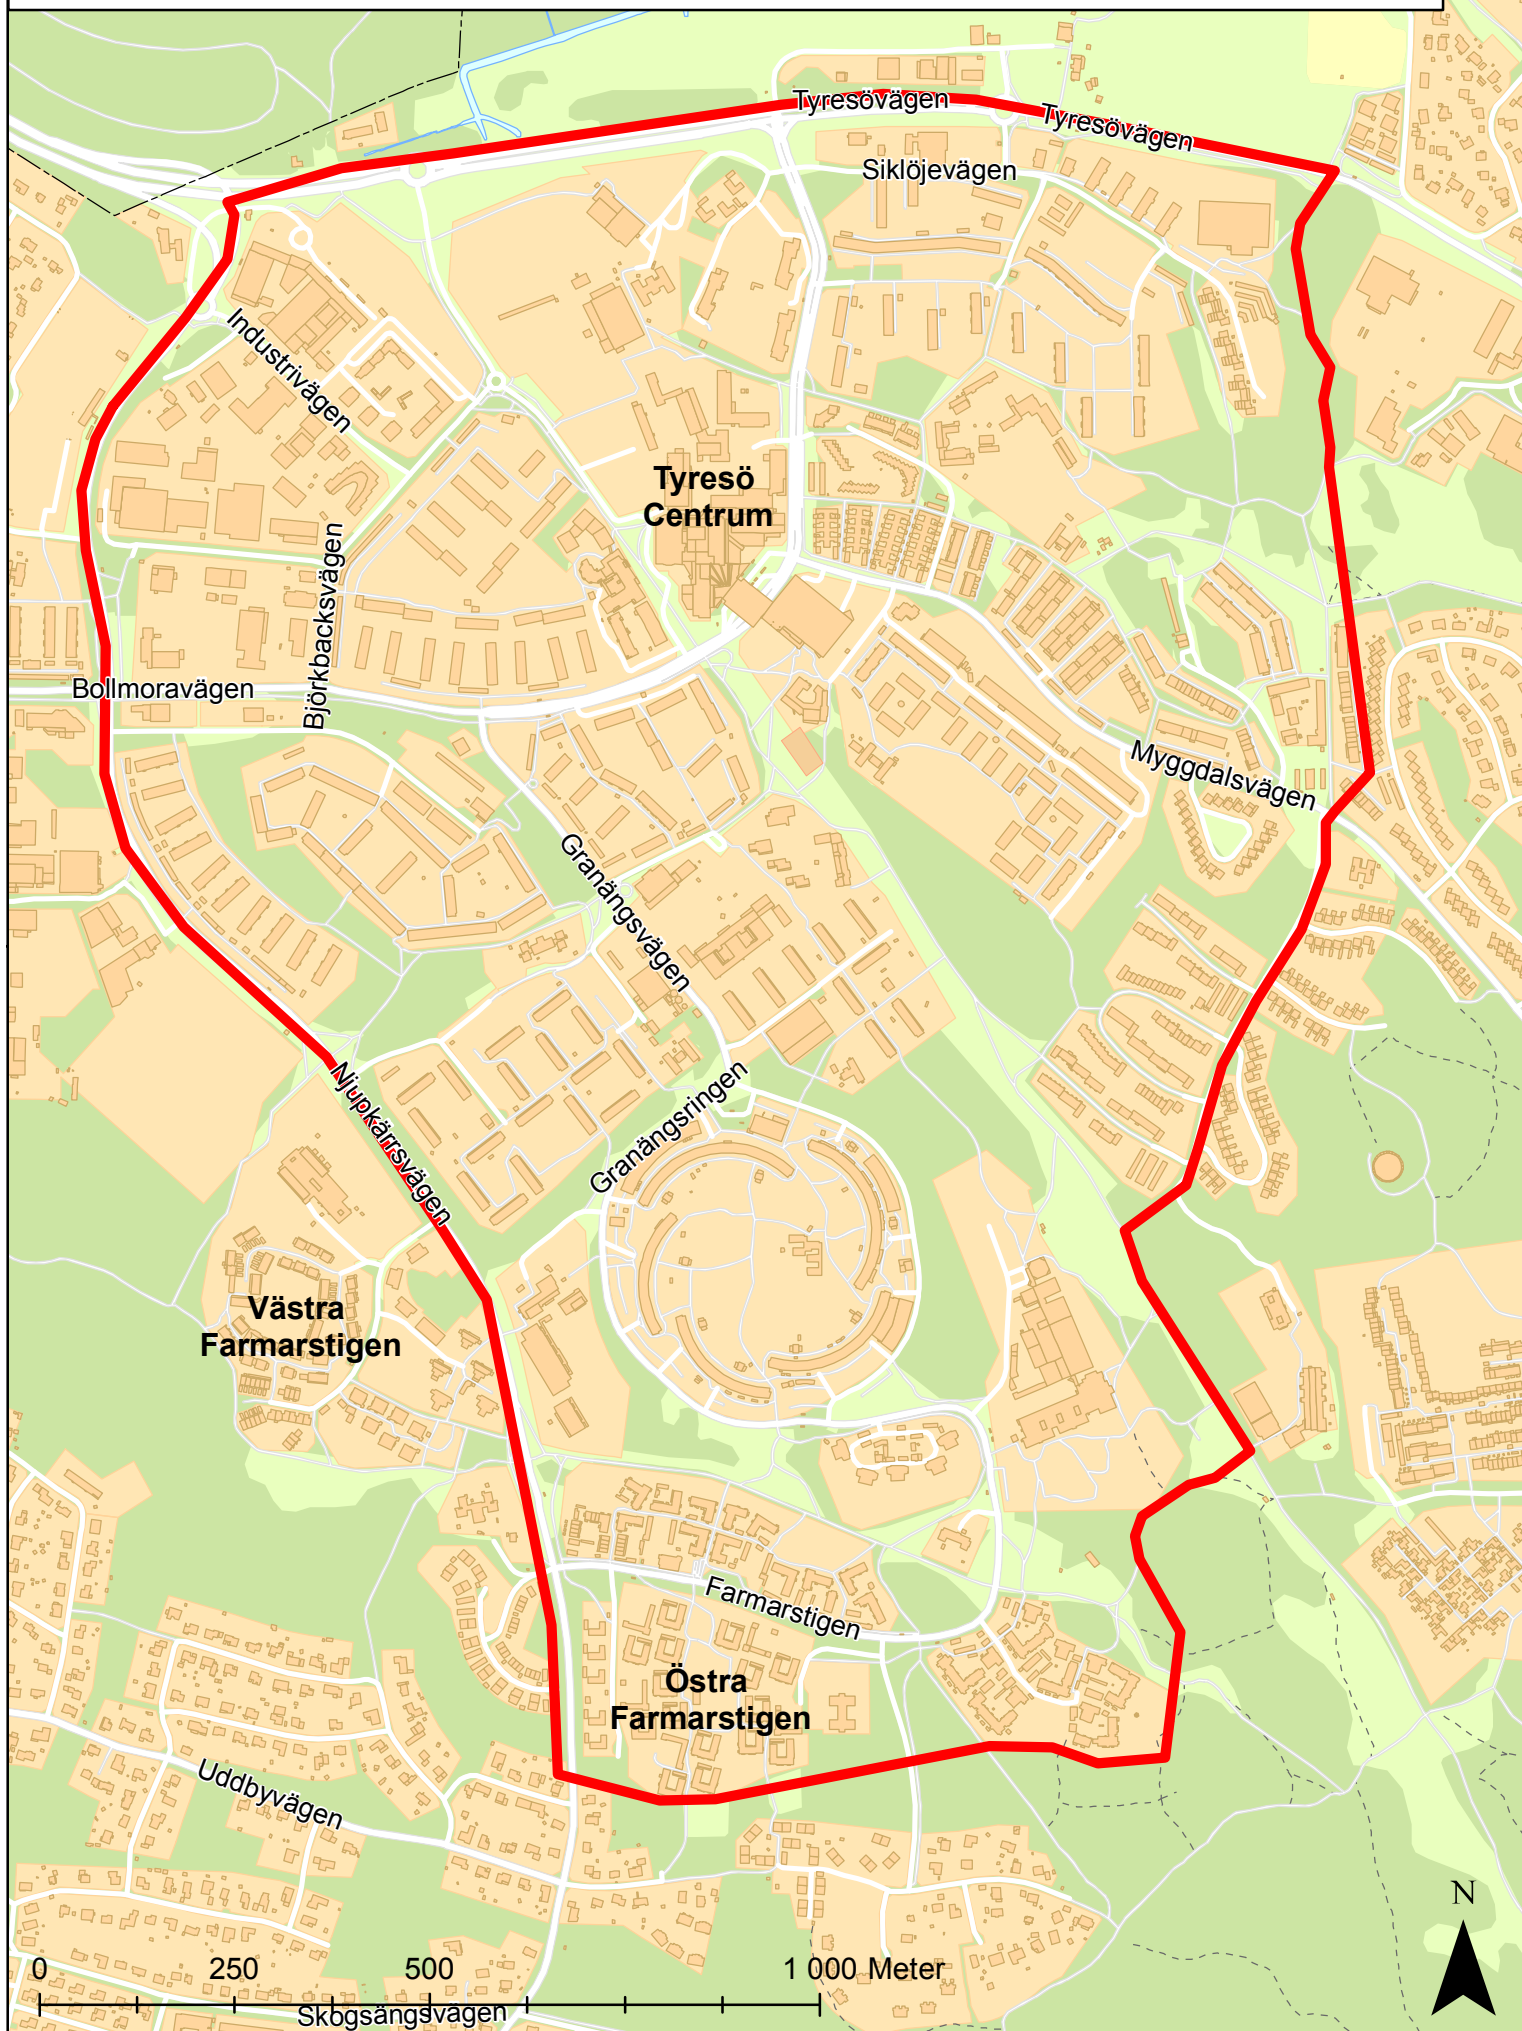 Tyresövägen
Tyresövägen
Siklöjevägen
Industrivägen
Tyresö
Centrum
Björkbacksvägen
Bollmoravägen
Myggdalsvägen
Granängsvägen
Njupkärrsvägen
Granängsringen
Västra
Farmarstigen
Farmarstigen
Östra
Farmarstigen
Uddbyvägen
N
0 250 500 1 000 Meter
Skogsängsvägen